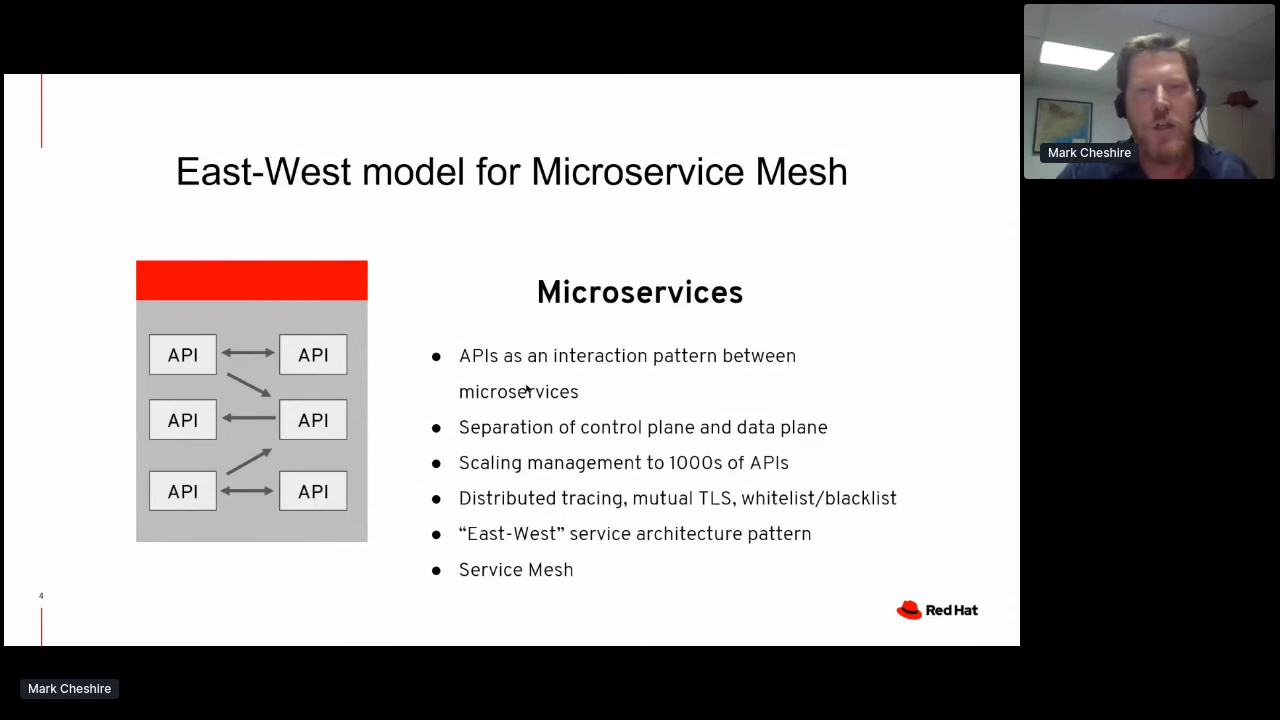 East-West model for Microservice Mesh
API
API
API
API
API
API
Microservices
● APIs as an interaction pattern between
microservices
● Separation of control plane and data plane
● Scaling management to 1000s of APIs
● Distributed tracing, mutual TLS, whitelist/blacklist
● “East-West” service architecture pattern
● Service Mesh
4
Red Hat
Mark Cheshire
Mark Cheshire